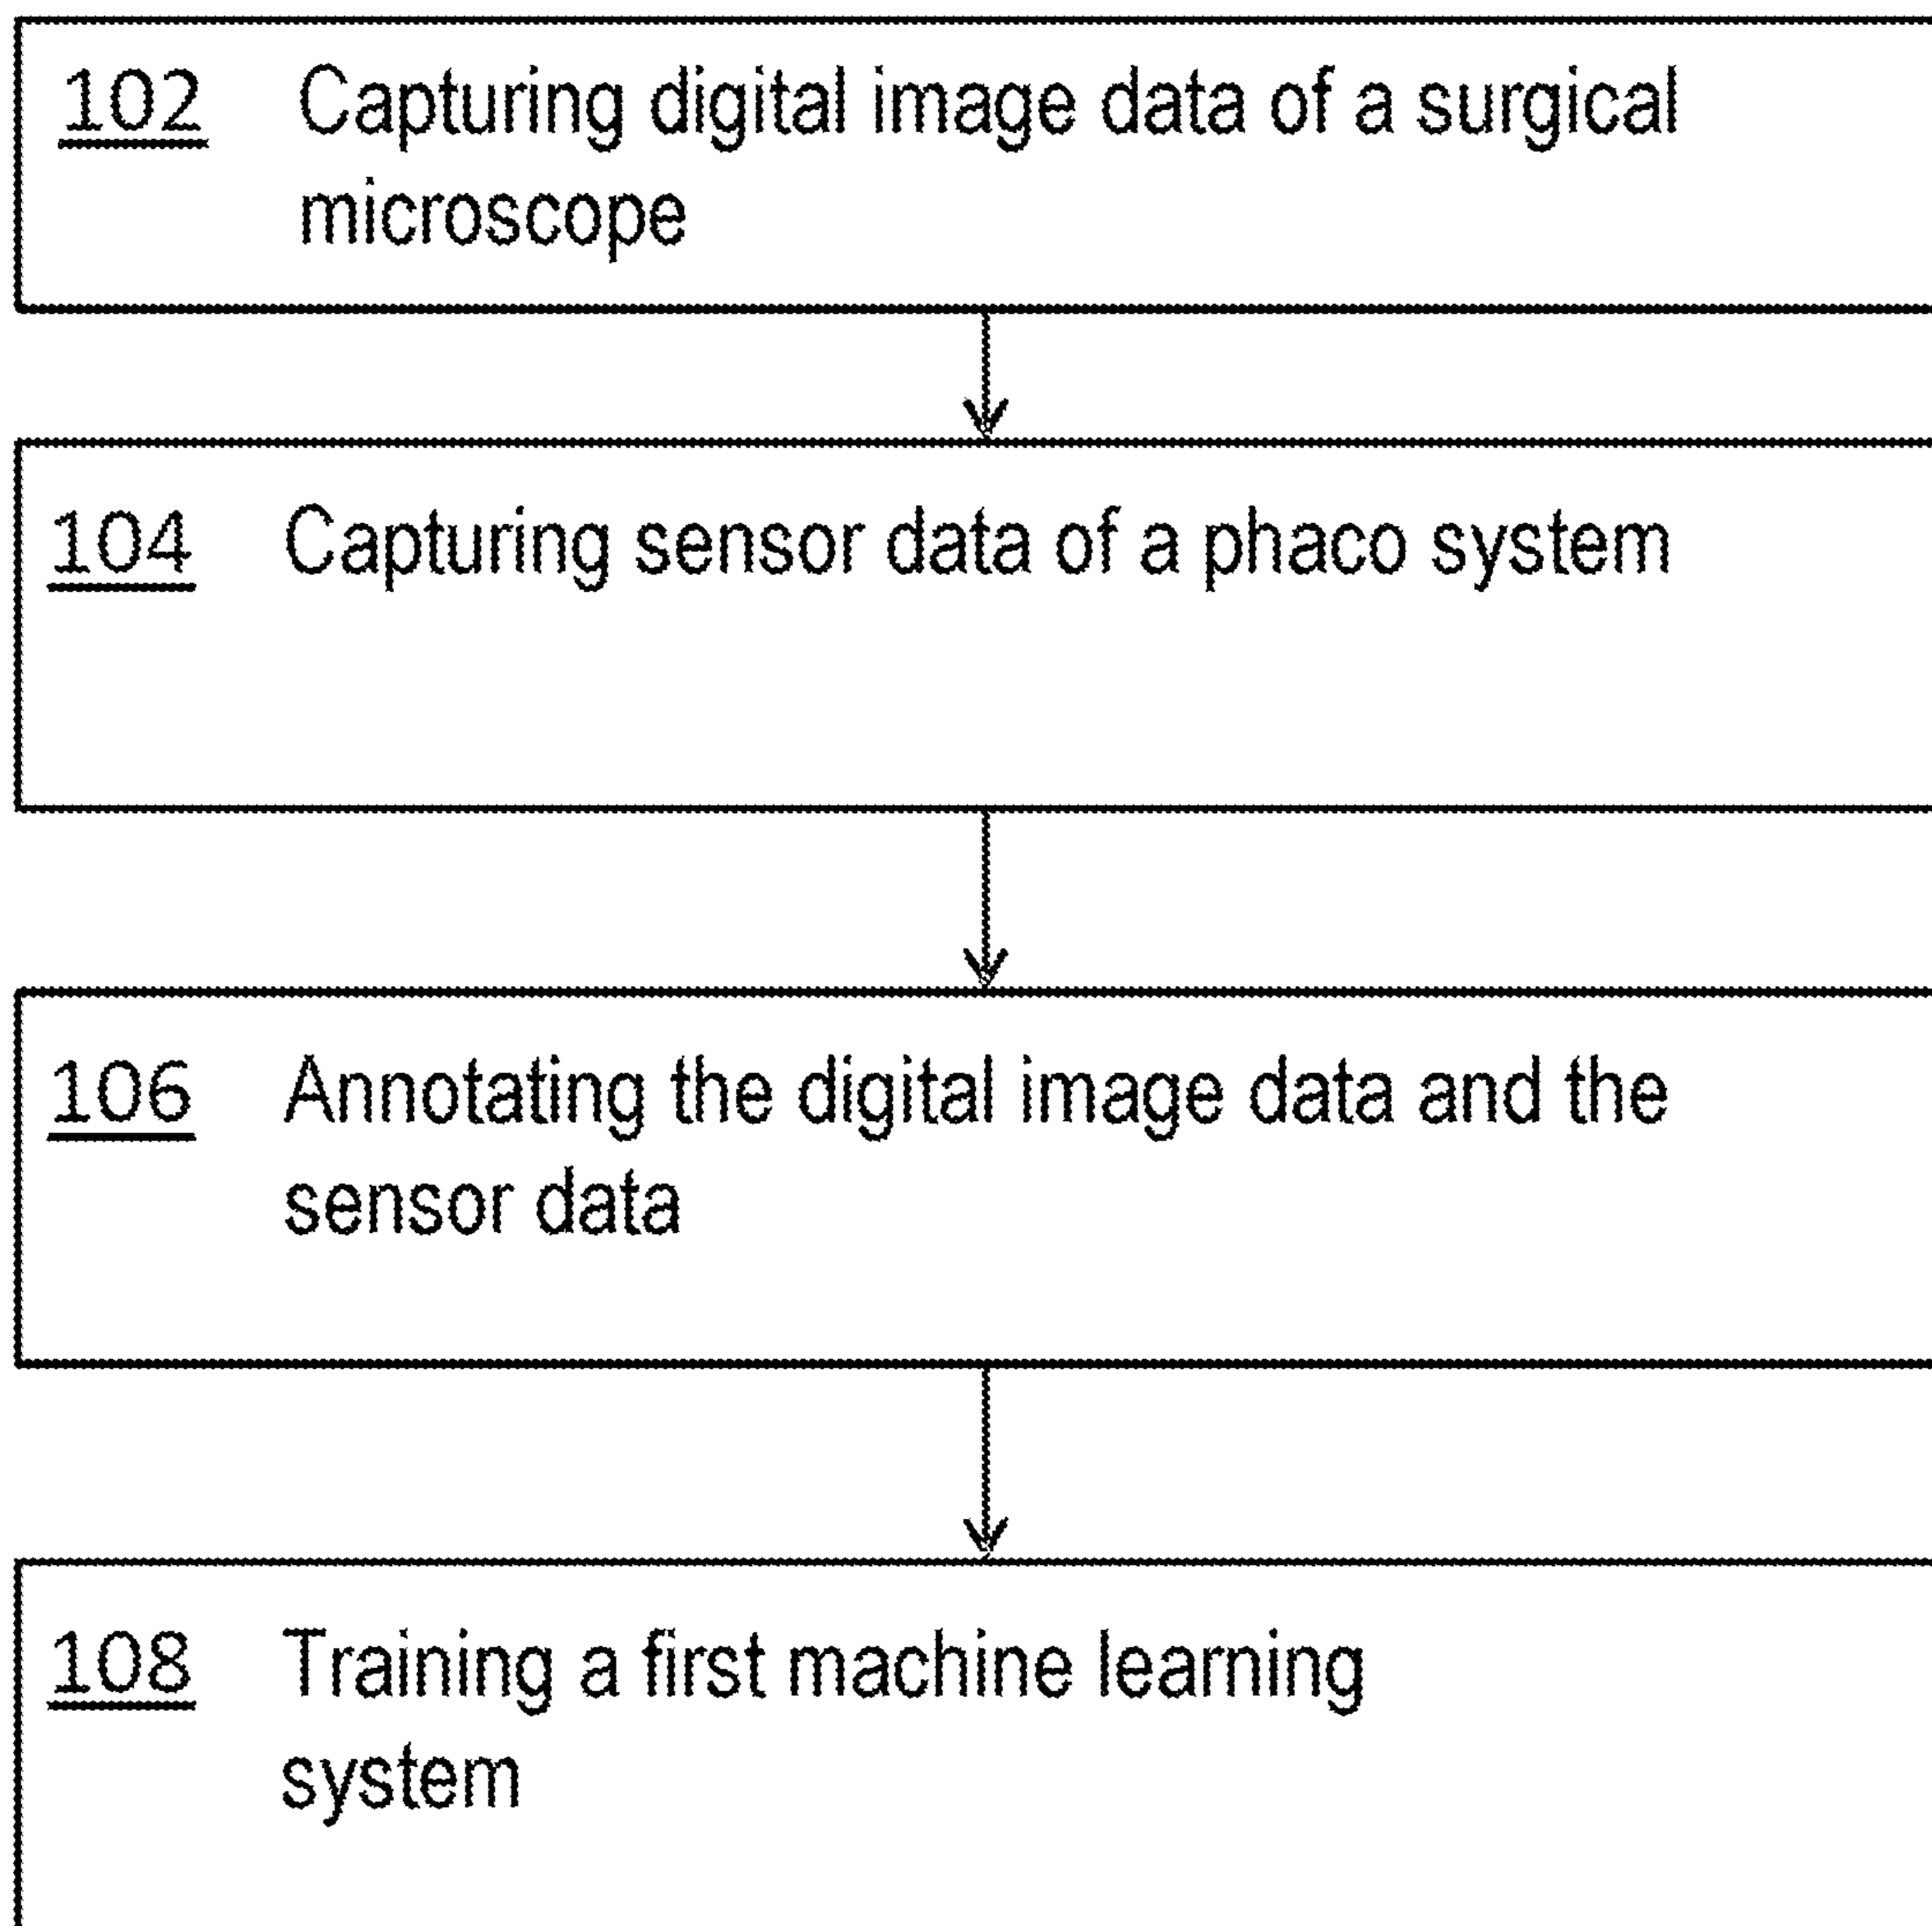 102 Capturing digital image data of a surgical
microscope
104 Capturing sensor data of a phaco system
106 Annotating the digital image data and the
sensor data
108 Training a first machine learning
system